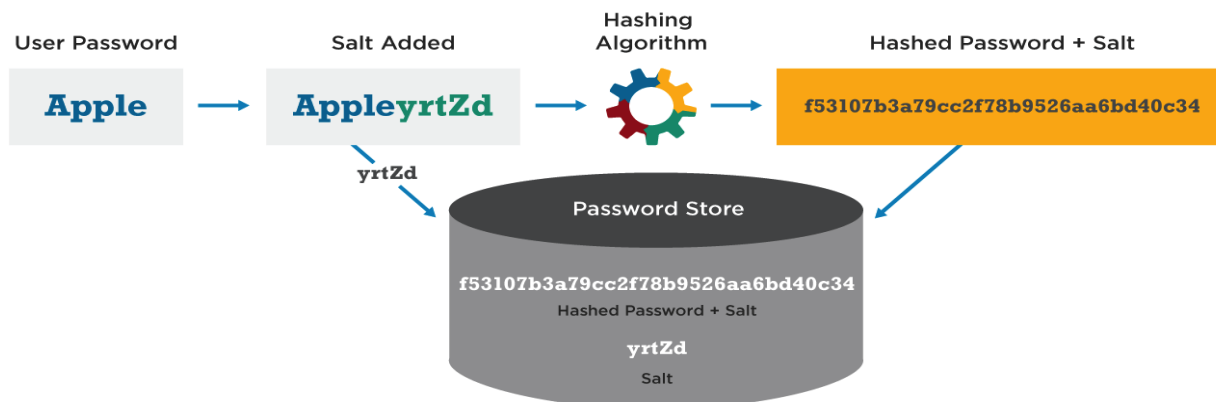 User Password
Salt Added
Hashing
Algorithm
Hashed Password + Salt
Apple
AppleyrtZd
f53107b3a79cc2f78b9526aa6bd40c34
yrtZd
Password Store
f53107b3a79cc2f78b9526aa6bd40c34
Hashed Password + Salt
yrtZd
Salt